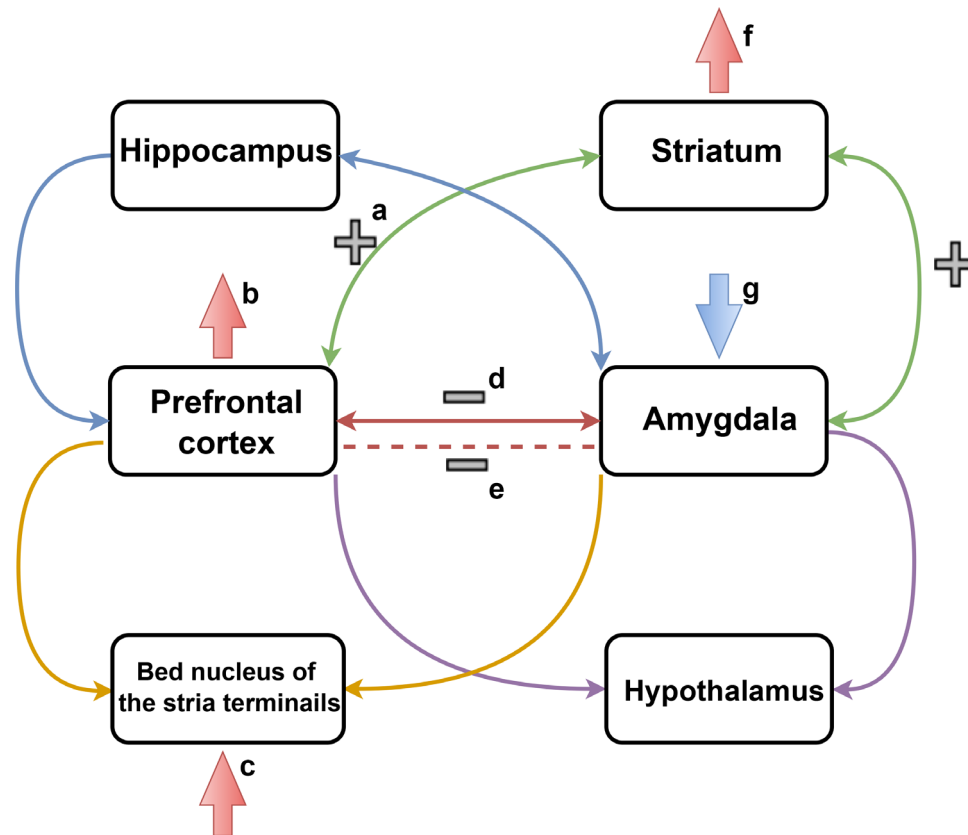 f
Hippocampus
Striatum
a
+
+
b
g
Prefrontal
cortex
− d
Amygdala
− e
Bed nucleus of
the stria terminails
Hypothalamus
c